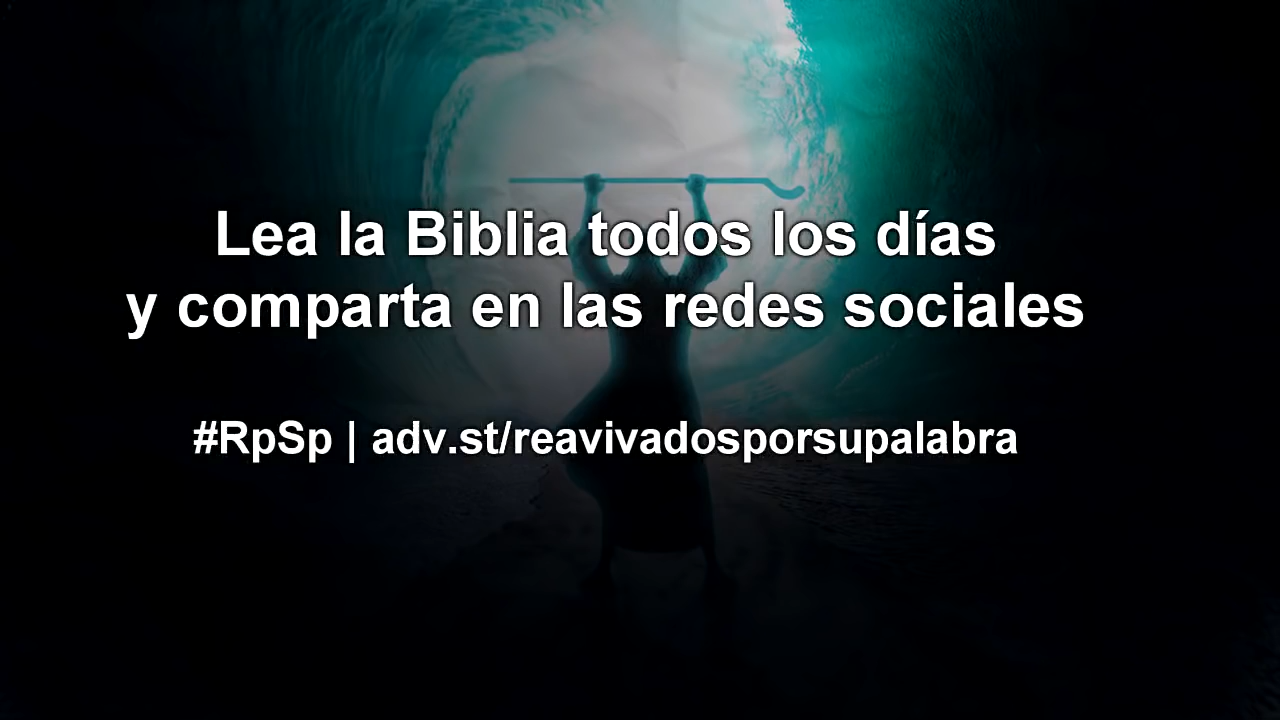 Lea la Biblia todos los días
y comparta en las redes sociales
#RpSp | adv.st/reavivadosporsupalabra